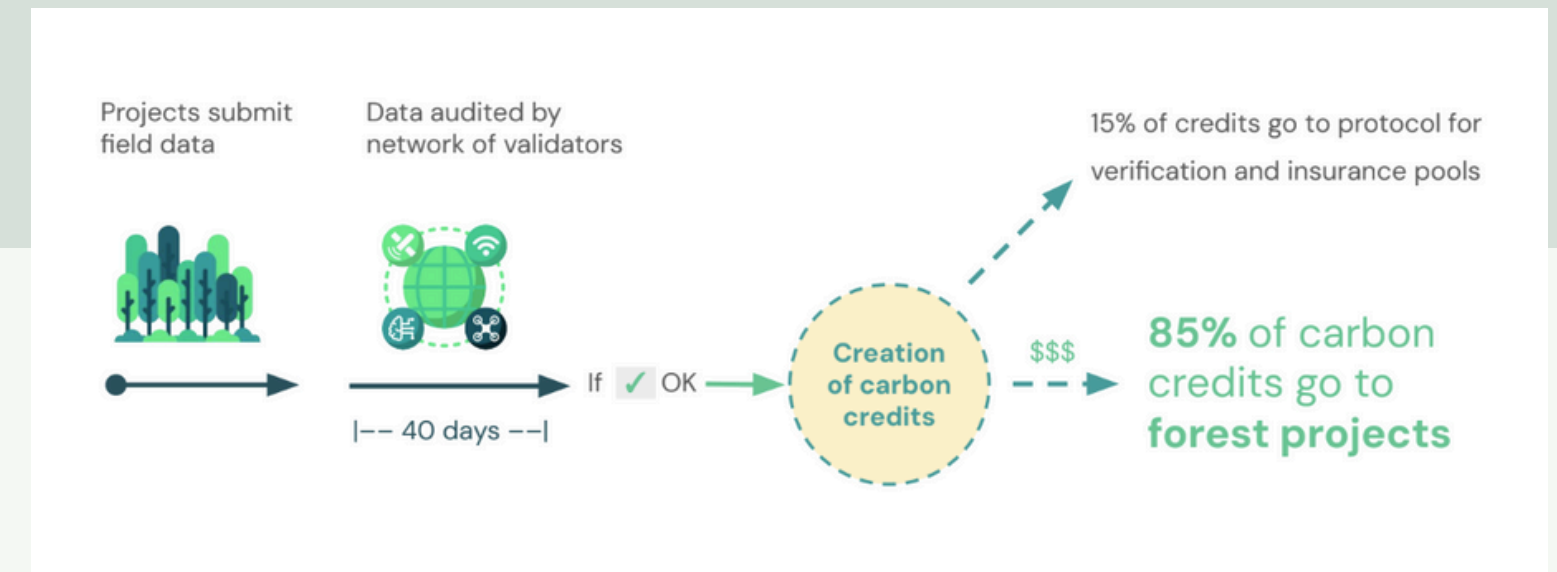 Projects submit
field data
Data audited by
network of validators
|–– 40 days ––|
If ✓ OK
Creation
of carbon
credits
15% of credits go to protocol for
verification and insurance pools
$$$
85% of carbon
credits go to
forest projects